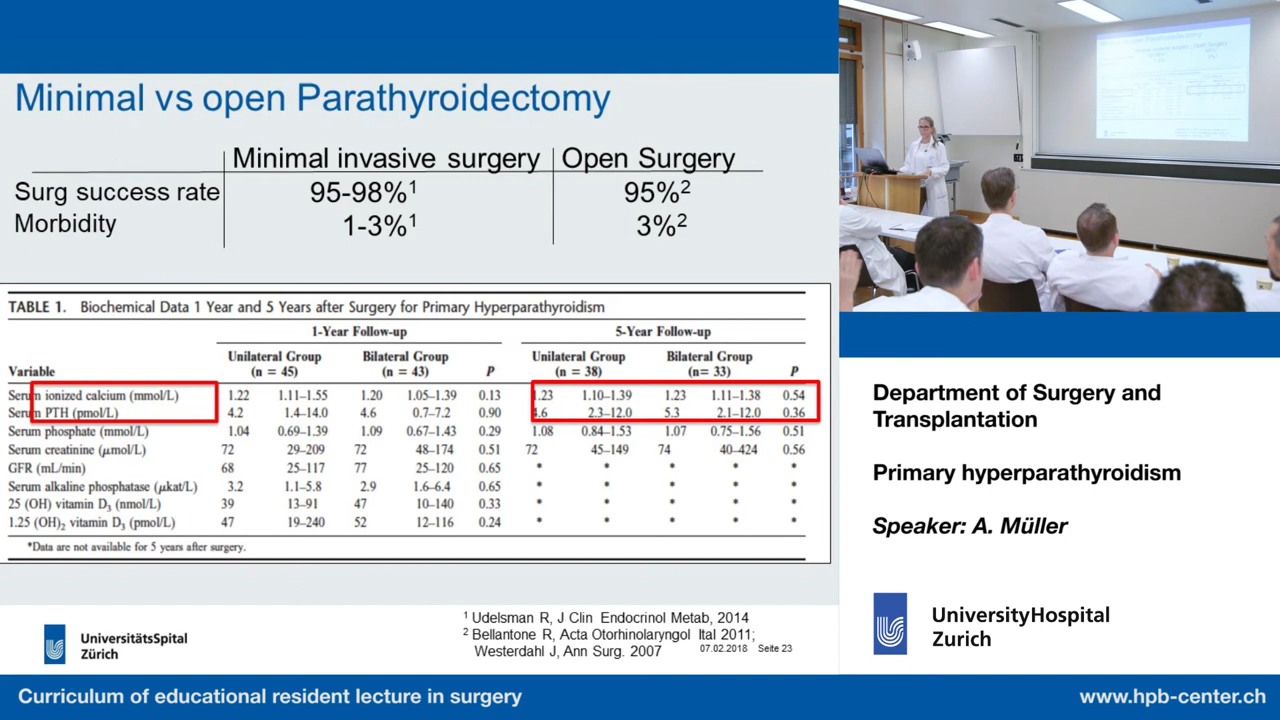 Minimal vs open Parathyroidectomy
Minimal invasive surgery Open Surgery
Surg success rate 95-98%1 95%2
Morbidity 1-3%1 3%2
TABLE 1. Biochemical Data 1 Year and 5 Years after Surgery for Primary Hyperparathyroidism
1-Year Follow-up 5-Year Follow-up
Unilateral Group Bilateral Group Unilateral Group Bilateral Group
Variable (n = 45) (n = 43) P (n = 38) (n= 33) P
Serum ionized calcium (mmol/L) 1.22 1.11–1.55 1.20 1.05–1.39 0.13 1.23 1.10–1.39 1.23 1.11–1.38 0.54
Serum PTH (pmol/L) 4.2 1.4–14.0 4.6 0.7–7.2 0.90 4.6 2.3–12.0 5.3 2.1–12.0 0.36
Serum phosphate (mmol/L) 1.04 0.69–1.39 1.09 0.67–1.43 0.29 1.08 0.84–1.53 1.07 0.75–1.56 0.51
Serum creatinine (μmol/L) 72 29–209 72 48–174 0.51 72 45–149 74 40–424 0.56
GFR (mL/min) 68 25–117 77 25–120 0.65 * * * * *
Serum alkaline phosphatase (μkat/L) 3.2 1.1–5.8 2.9 1.6–6.4 0.65 * * * * *
25 (OH) vitamin D3 (nmol/L) 39 13–91 47 10–140 0.33 * * * * *
1.25 (OH)2 vitamin D3 (pmol/L) 47 19–240 52 12–116 0.24 * * * * *
*Data are not available for 5 years after surgery.
1 Udelsman R, J Clin Endocrinol Metab, 2014
2 Bellantone R, Acta Otorhinolaryngol Ital 2011;
Westerdahl J, Ann Surg. 2007
07.02.2018 Seite 23
UniversitätsSpital
Zürich
Department of Surgery and
Transplantation
Primary hyperparathyroidism
Speaker: A. Müller
UniversityHospital
Zurich
Curriculum of educational resident lecture in surgery
www.hpb-center.ch